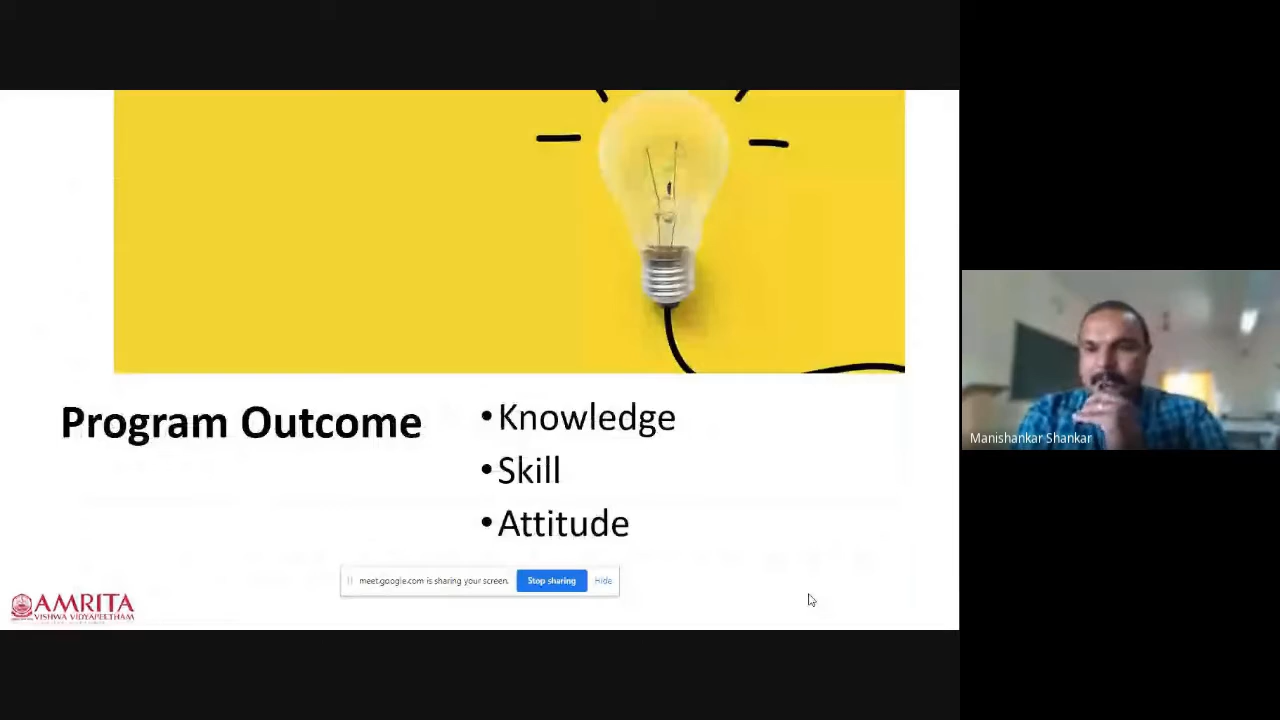 Program Outcome
•Knowledge
•Skill
•Attitude
meet.google.com is sharing your screen.
Stop sharing
Hide
AMRITA
VISHWA VIDYAPEETHAM
Manishankar Shankar